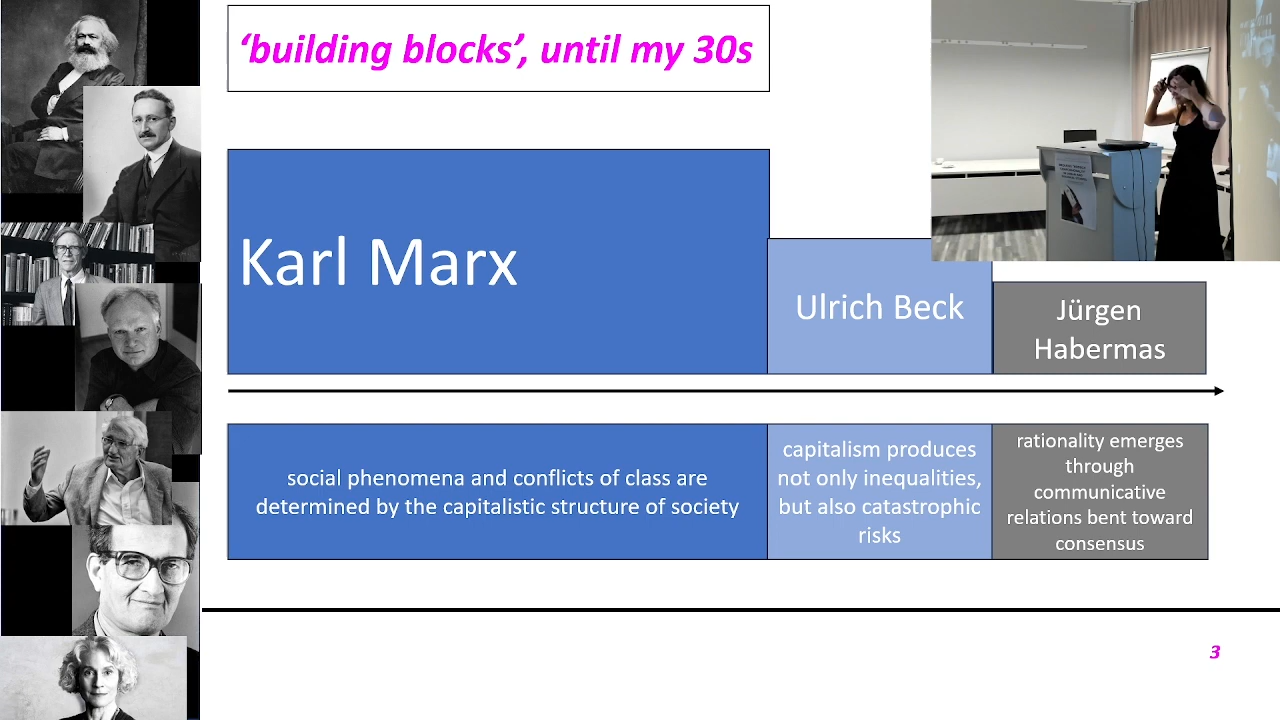 ‘building blocks’, until my 30s
Karl Marx
Ulrich Beck
Jürgen
Habermas
social phenomena and conflicts of class are
determined by the capitalistic structure of society
capitalism produces
not only inequalities,
but also catastrophic
risks
rationality emerges
through
communicative
relations bent toward
consensus
3